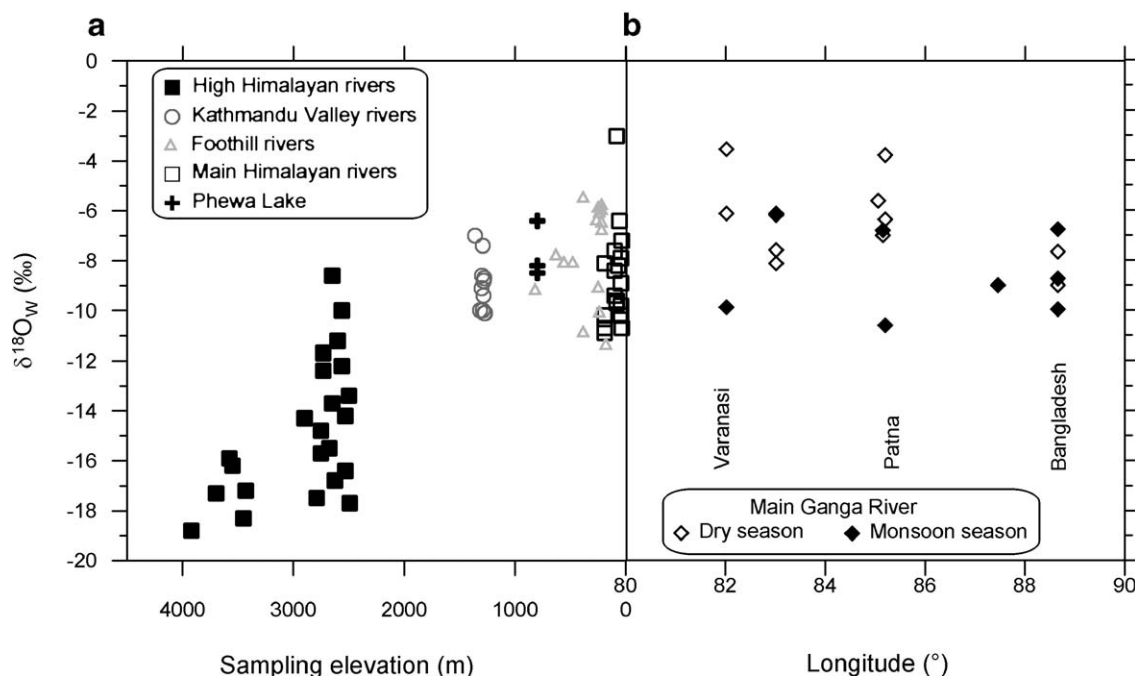 a
b
0
-2
-4
-6
-8
-10
-12
-14
-16
-18
-20
δ18OW (‰)
High Himalayan rivers
Kathmandu Valley rivers
Foothill rivers
Main Himalayan rivers
Phewa Lake
Varanasi
Patna
Bangladesh
Main Ganga River
Dry season
Monsoon season
80 82 84 86 88 90
4000 3000 2000 1000 0
Sampling elevation (m)
Longitude (°)